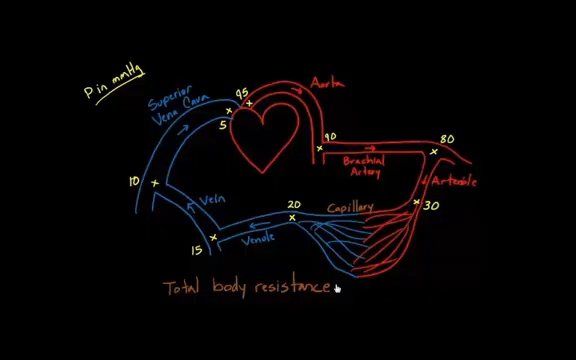 P in mmHg
Superior
Vena Cava
95
5
Aorta
90
80
Brachial
Artery
Arteriole
10
Vein
20
Capillary
30
Venule
15
Total body resistance